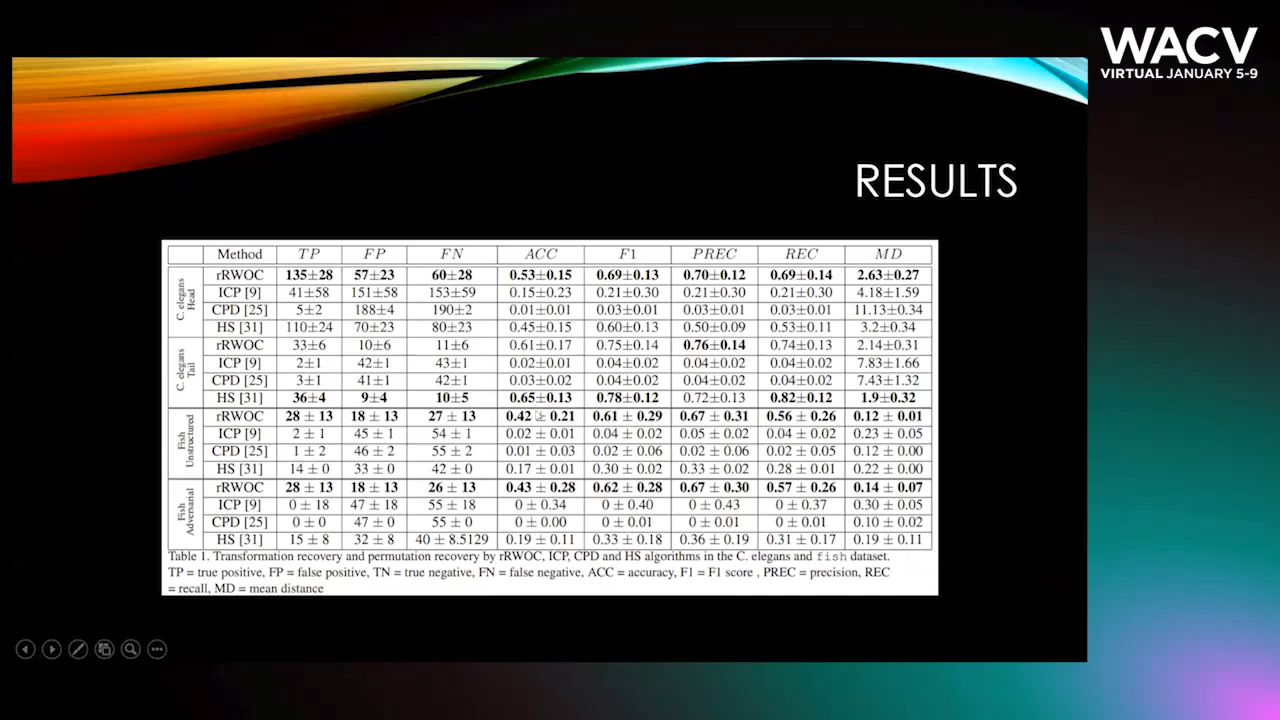 WACV
VIRTUAL JANUARY 5-9
RESULTS
Method TP FP FN ACC F1 PREC REC MD
C. elegans Head
rRWOC 135±28 57±23 60±28 0.53±0.15 0.69±0.13 0.70±0.12 0.69±0.14 2.63±0.27
ICP [9] 41±58 151±58 153±59 0.15±0.23 0.21±0.30 0.21±0.30 0.21±0.30 4.18±1.59
CPD [25] 5±2 188±4 190±2 0.01±0.01 0.03±0.01 0.03±0.01 0.03±0.01 11.13±0.34
HS [31] 110±24 70±23 80±23 0.45±0.15 0.60±0.13 0.50±0.09 0.53±0.11 3.2±0.34
C. elegans Tail
rRWOC 33±6 10±6 11±6 0.61±0.17 0.75±0.14 0.76±0.14 0.74±0.13 2.14±0.31
ICP [9] 2±1 42±1 43±1 0.02±0.01 0.04±0.02 0.04±0.02 0.04±0.02 7.83±1.66
CPD [25] 3±1 41±1 42±1 0.03±0.02 0.04±0.02 0.04±0.02 0.04±0.02 7.43±1.32
HS [31] 36±4 9±4 10±5 0.65±0.13 0.78±0.12 0.72±0.13 0.82±0.12 1.9±0.32
Fish Unstructured
rRWOC 28 ± 13 18 ± 13 27 ± 13 0.42 ± 0.21 0.61 ± 0.29 0.67 ± 0.31 0.56 ± 0.26 0.12 ± 0.01
ICP [9] 2 ± 1 45 ± 1 54 ± 1 0.02 ± 0.01 0.04 ± 0.02 0.05 ± 0.02 0.04 ± 0.02 0.23 ± 0.05
CPD [25] 1 ± 2 46 ± 2 55 ± 2 0.01 ± 0.03 0.02 ± 0.06 0.02 ± 0.06 0.02 ± 0.05 0.12 ± 0.00
HS [31] 14 ± 0 33 ± 0 42 ± 0 0.17 ± 0.01 0.30 ± 0.02 0.33 ± 0.02 0.28 ± 0.01 0.22 ± 0.00
Fish Adversarial
rRWOC 28 ± 13 18 ± 13 26 ± 13 0.43 ± 0.28 0.62 ± 0.28 0.67 ± 0.30 0.57 ± 0.26 0.14 ± 0.07
ICP [9] 0 ± 18 47 ± 18 55 ± 18 0 ± 0.34 0 ± 0.40 0 ± 0.43 0 ± 0.37 0.30 ± 0.05
CPD [25] 0 ± 0 47 ± 0 55 ± 0 0 ± 0.00 0 ± 0.01 0 ± 0.01 0 ± 0.01 0.10 ± 0.02
HS [31] 15 ± 8 32 ± 8 40 ± 8.5129 0.19 ± 0.11 0.33 ± 0.18 0.36 ± 0.19 0.31 ± 0.17 0.19 ± 0.11
Table 1. Transformation recovery and permutation recovery by rRWOC, ICP, CPD and HS algorithms in the C. elegans and fish dataset.
TP = true positive, FP = false positive, TN = true negative, FN = false negative, ACC = accuracy, F1 = F1 score , PREC = precision, REC
= recall, MD = mean distance